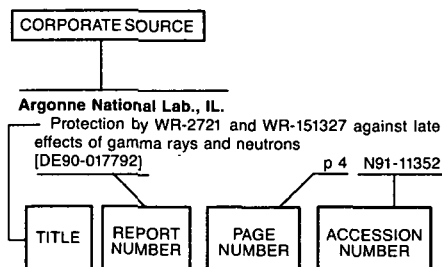 CORPORATE SOURCE
Argonne National Lab., IL.
Protection by WR-2721 and WR-151327 against late
effects of gamma rays and neutrons
[DE90-017792] p 4 N91-11352
TITLE REPORT NUMBER PAGE NUMBER ACCESSION NUMBER